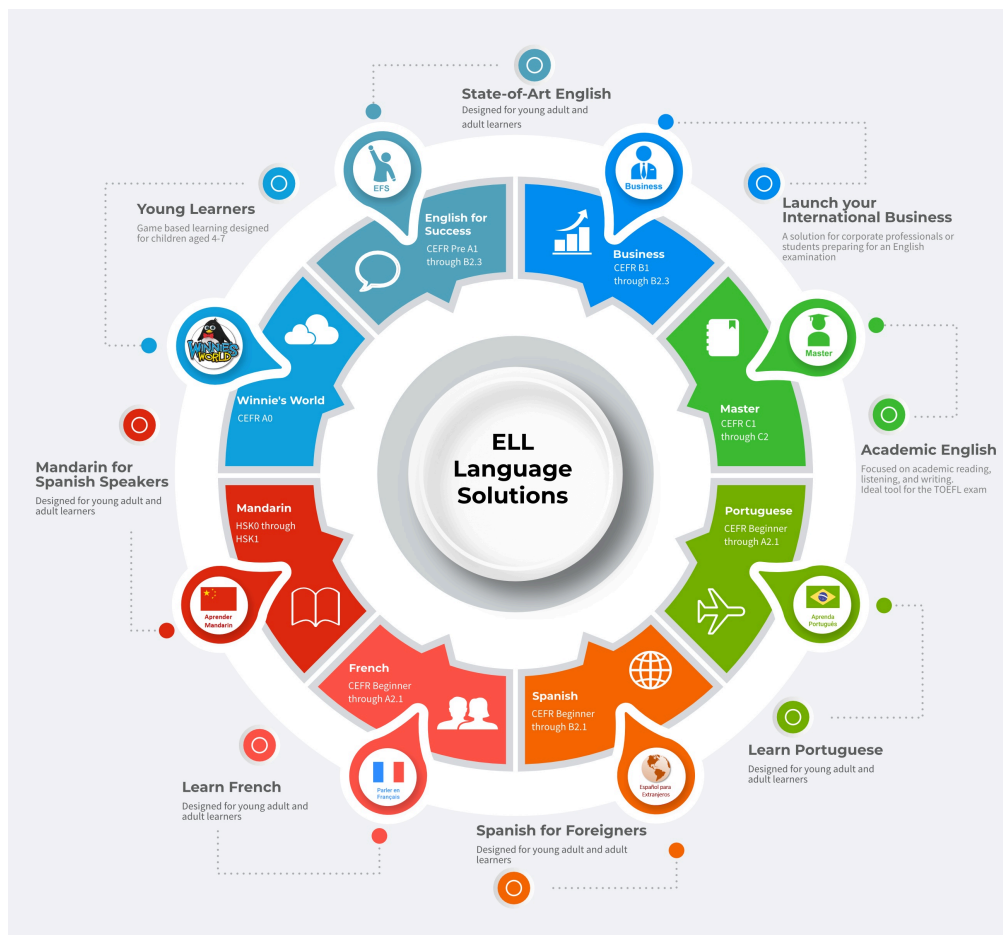 State-of-Art English
Designed for young adult and
adult learners
EFS
English for
Success
CEFR Pre A1
through B2.3
Business
Business
CEFR B1
through B2.3
Launch your
International Business
A solution for corporate professionals or
students preparing for an English
examination
Young Learners
Game based learning designed
for children aged 4-7
WINNIE'S
WORLD
Winnie's World
CEFR A0
Master
Master
CEFR C1
through C2
Academic English
Focused on academic reading,
listening, and writing.
Ideal tool for the TOEFL exam
ELL
Language
Solutions
Mandarin for
Spanish Speakers
Designed for young adult and
adult learners
Mandarin
HSK0 through
HSK1
Aprender
Mandarin
Portuguese
CEFR Beginner
through A2.1
Aprenda
Português
Learn Portuguese
Designed for young adult and
adult learners
French
CEFR Beginner
through A2.1
Parler en
Français
Learn French
Designed for young adult and
adult learners
Spanish
CEFR Beginner
through B2.1
Español para
Extranjeros
Spanish for Foreigners
Designed for young adult and adult
learners